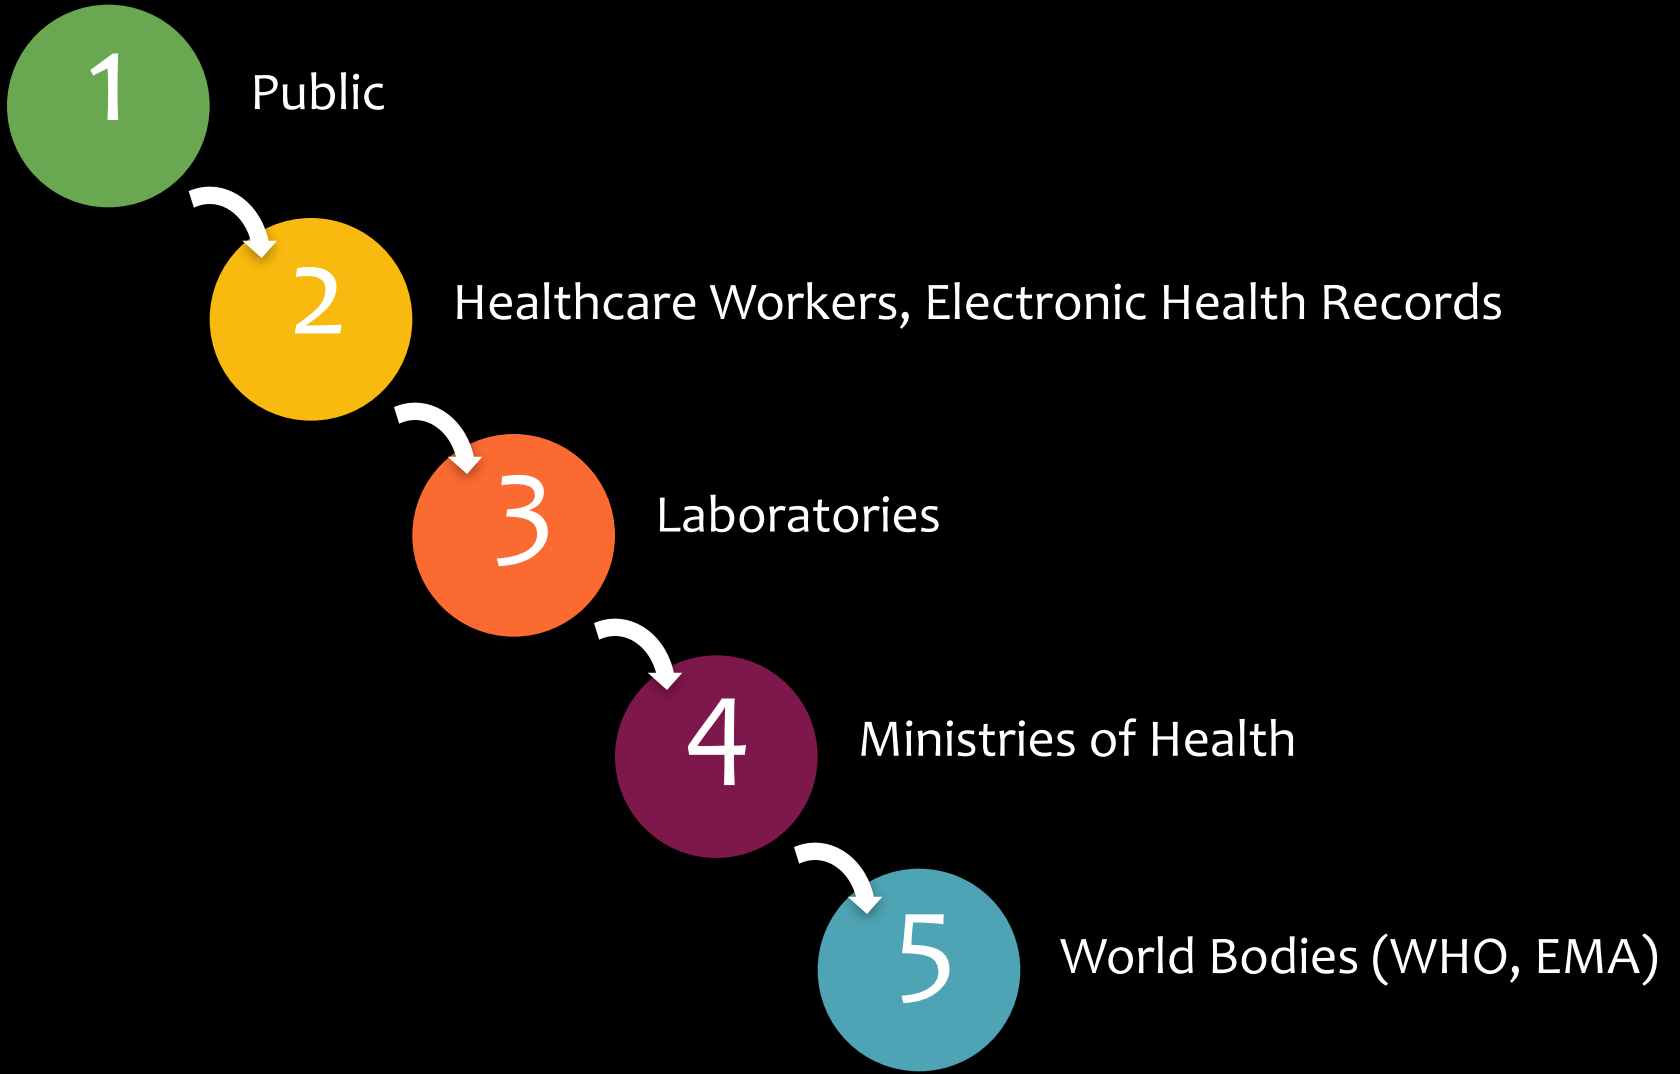 1
Public
2
Healthcare Workers, Electronic Health Records
3
Laboratories
4
Ministries of Health
5
World Bodies (WHO, EMA)